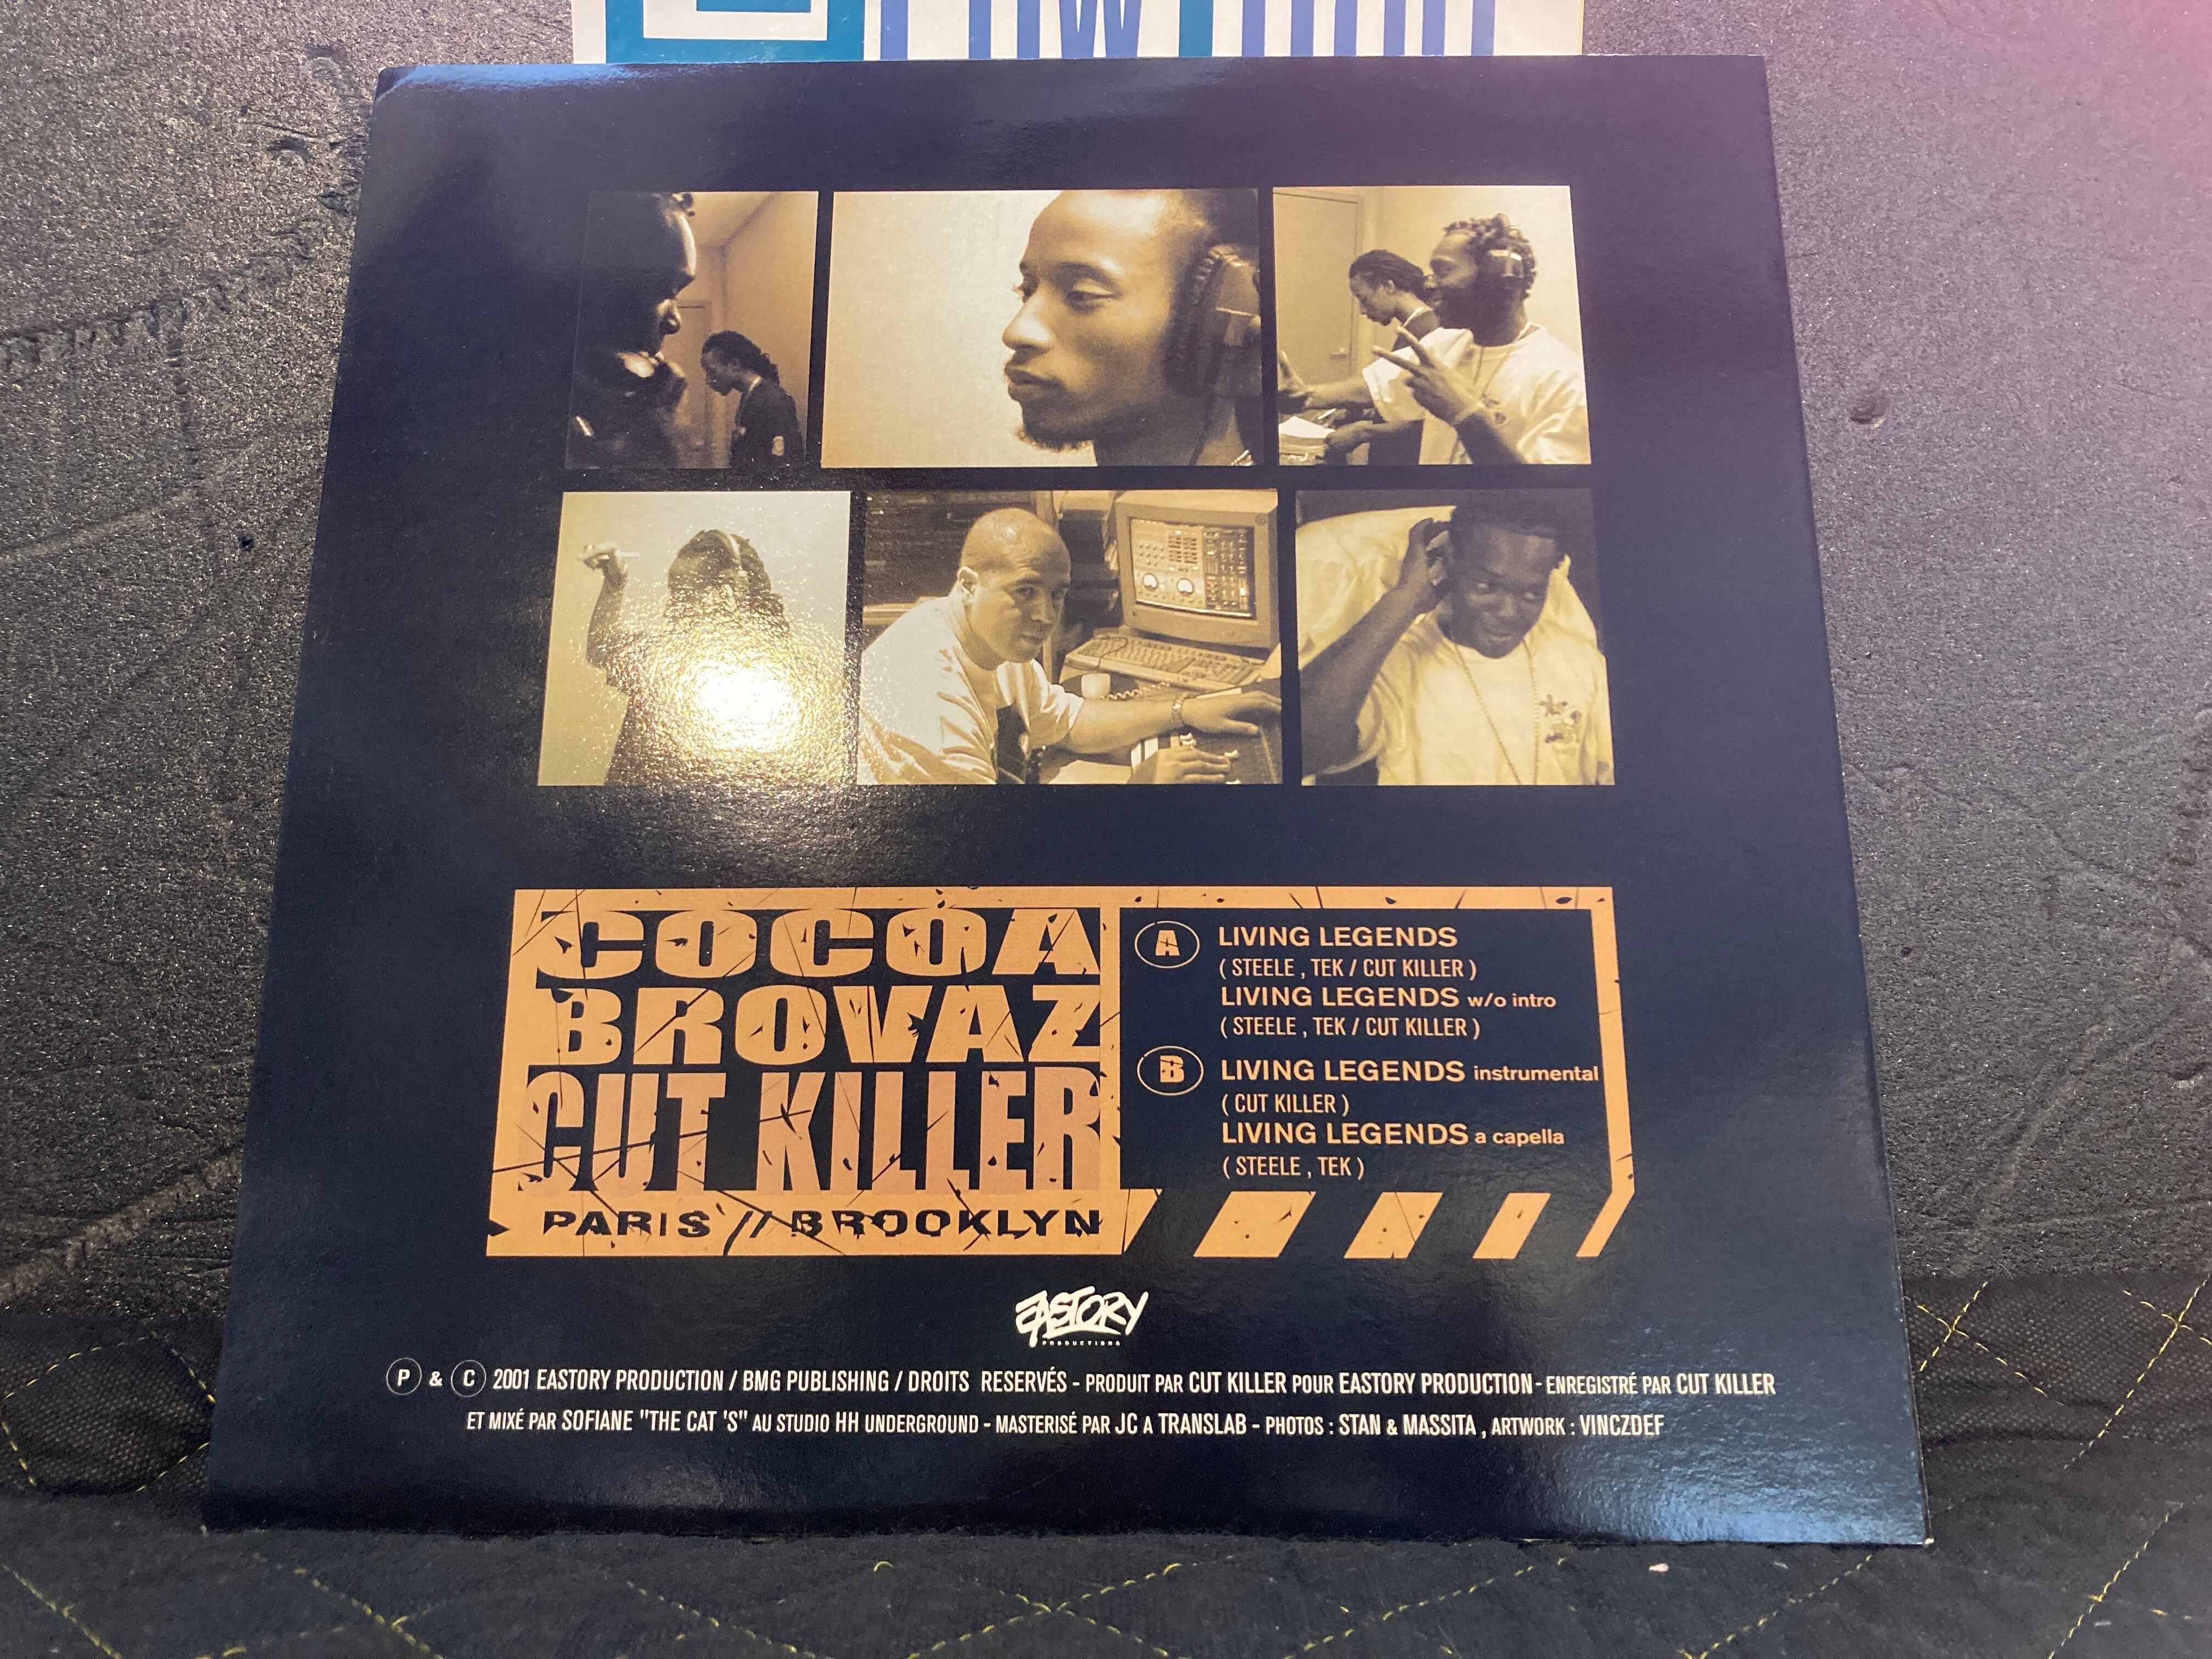 COCOA
BROVAZ
CUT KILLER
PARIS // BROOKLYN
A
LIVING LEGENDS
( STEELE , TEK / CUT KILLER )
LIVING LEGENDS w/o intro
( STEELE , TEK / CUT KILLER )
B
LIVING LEGENDS instrumental
( CUT KILLER )
LIVING LEGENDS a capella
( STEELE , TEK )
EASTORY
PRODUCTIONS
P & C 2001 EASTORY PRODUCTION / BMG PUBLISHING / DROITS RESERVÉS - PRODUIT PAR CUT KILLER POUR EASTORY PRODUCTION - ENREGISTRÉ PAR CUT KILLER
ET MIXÉ PAR SOFIANE "THE CAT 'S" AU STUDIO HH UNDERGROUND - MASTERISÉ PAR JC A TRANSLAB - PHOTOS : STAN & MASSITA , ARTWORK : VINCZDEF